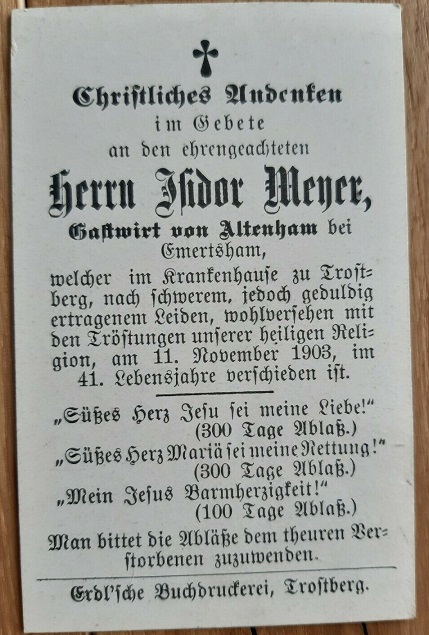 Christliches Andenken
im Gebete
an den ehrengeachteten
Herrn Isidor Meyer,
Gastwirt von Altenham bei
Emertsham,
welcher im Krankenhause zu Trost-
berg, nach schwerem, jedoch geduldig
ertragenem Leiden, wohlversehen mit
den Tröstungen unserer heiligen Reli-
gion, am 11. November 1903, im
41. Lebensjahre verschieden ist.
„Süßes Herz Jesu sei meine Liebe!“
(300 Tage Ablaß.)
„Süßes Herz Mariä sei meine Rettung!“
(300 Tage Ablaß.)
„Mein Jesus Barmherzigkeit!“
(100 Tage Ablaß.)
Man bittet die Abläße dem theuren Ver-
storbenen zuzuwenden.
Erdl'sche Buchdruckerei, Trostberg.